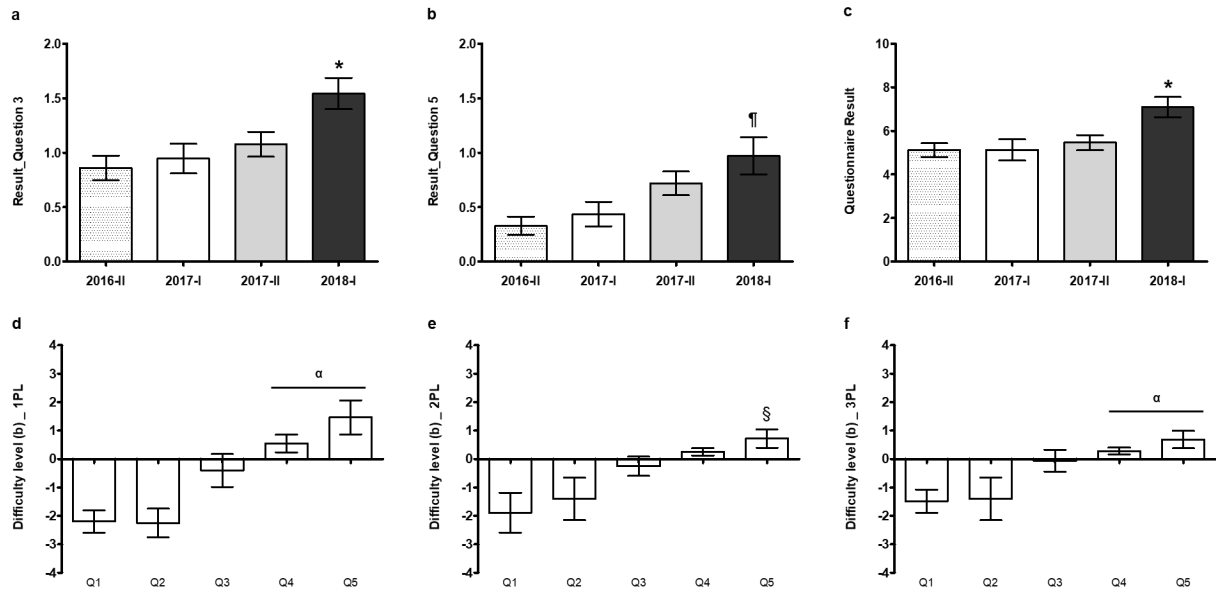 a
Result_Question 3
2.0
1.5
1.0
0.5
0.0
*
2016-II 2017-I 2017-II 2018-I
b
Result_Question 5
2.0
1.5
1.0
0.5
0.0
¶
2016-II 2017-I 2017-II 2018-I
c
Questionnaire Result
10
8
6
4
2
0
*
2016-II 2017-I 2017-II 2018-I
d
Difficulty level (b)_ 1PL
4
3
2
1
0
-1
-2
-3
-4
α
Q1 Q2 Q3 Q4 Q5
e
Difficulty level (b)_ 2PL
4
3
2
1
0
-1
-2
-3
-4
§
Q1 Q2 Q3 Q4 Q5
f
Difficulty level (b)_ 3PL
4
3
2
1
0
-1
-2
-3
-4
α
Q1 Q2 Q3 Q4 Q5